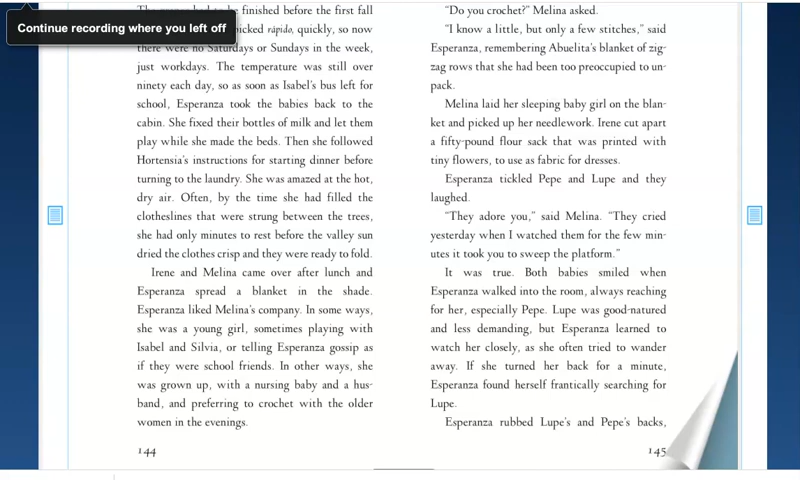 Continue recording where you left off
finished before the first fall
picked rápido, quickly, so now
there were no Saturdays or Sundays in the week,
just workdays. The temperature was still over
ninety each day, so as soon as Isabel's bus left for
school, Esperanza took the babies back to the
cabin. She fixed their bottles of milk and let them
play while she made the beds. Then she followed
Hortensia's instructions for starting dinner before
turning to the laundry. She was amazed at the hot,
dry air. Often, by the time she had filled the
clotheslines that were strung between the trees,
she had only minutes to rest before the valley sun
dried the clothes crisp and they were ready to fold.
Irene and Melina came over after lunch and
Esperanza spread a blanket in the shade.
Esperanza liked Melina's company. In some ways,
she was a young girl, sometimes playing with
Isabel and Silvia, or telling Esperanza gossip as
if they were school friends. In other ways, she
was grown up, with a nursing baby and a hus-
band, and preferring to crochet with the older
women in the evenings.
144
"Do you crochet?" Melina asked.
"I know a little, but only a few stitches," said
Esperanza, remembering Abuelita's blanket of zig-
zag rows that she had been too preoccupied to un-
pack.
Melina laid her sleeping baby girl on the blan-
ket and picked up her needlework. Irene cut apart
a fifty-pound flour sack that was printed with
tiny flowers, to use as fabric for dresses.
Esperanza tickled Pepe and Lupe and they
laughed.
"They adore you," said Melina. "They cried
yesterday when I watched them for the few min-
utes it took you to sweep the platform."
It was true. Both babies smiled when
Esperanza walked into the room, always reaching
for her, especially Pepe. Lupe was good-natured
and less demanding, but Esperanza learned to
watch her closely, as she often tried to wander
away. If she turned her back for a minute,
Esperanza found herself frantically searching for
Lupe.
Esperanza rubbed Lupe's and Pepe's backs,
145